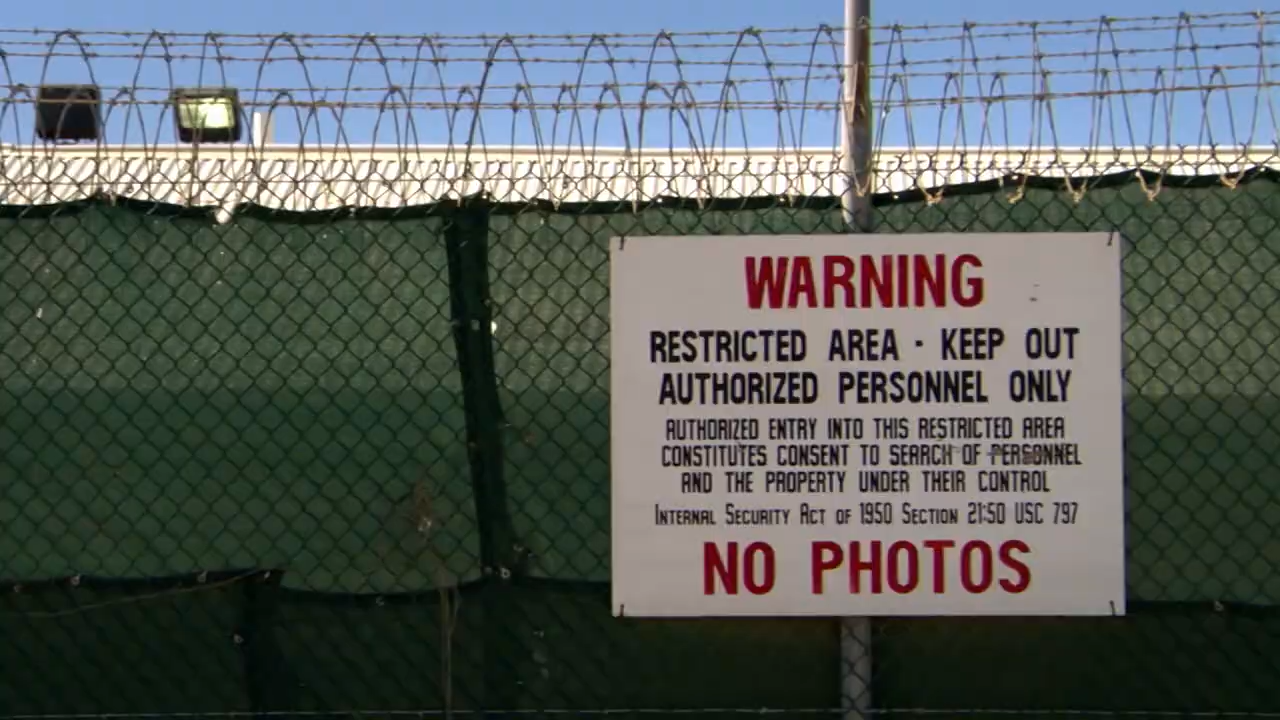 WARNING
RESTRICTED AREA · KEEP OUT
AUTHORIZED PERSONNEL ONLY
AUTHORIZED ENTRY INTO THIS RESTRICTED AREA
CONSTITUTES CONSENT TO SEARCH OF PERSONNEL
AND THE PROPERTY UNDER THEIR CONTROL
INTERNAL SECURITY ACT OF 1950 SECTION 21:50 USC 797
NO PHOTOS